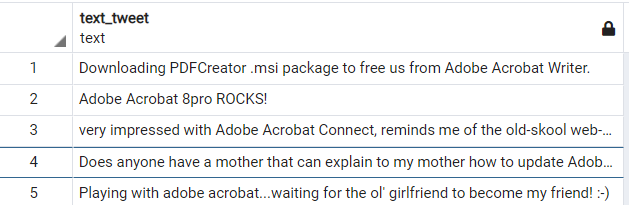 text_tweet
text
1 Downloading PDFCreator .msi package to free us from Adobe Acrobat Writer.
2 Adobe Acrobat 8pro ROCKS!
3 very impressed with Adobe Acrobat Connect, reminds me of the old-skool web-...
4 Does anyone have a mother that can explain to my mother how to update Adob...
5 Playing with adobe acrobat...waiting for the ol' girlfriend to become my friend! :-)